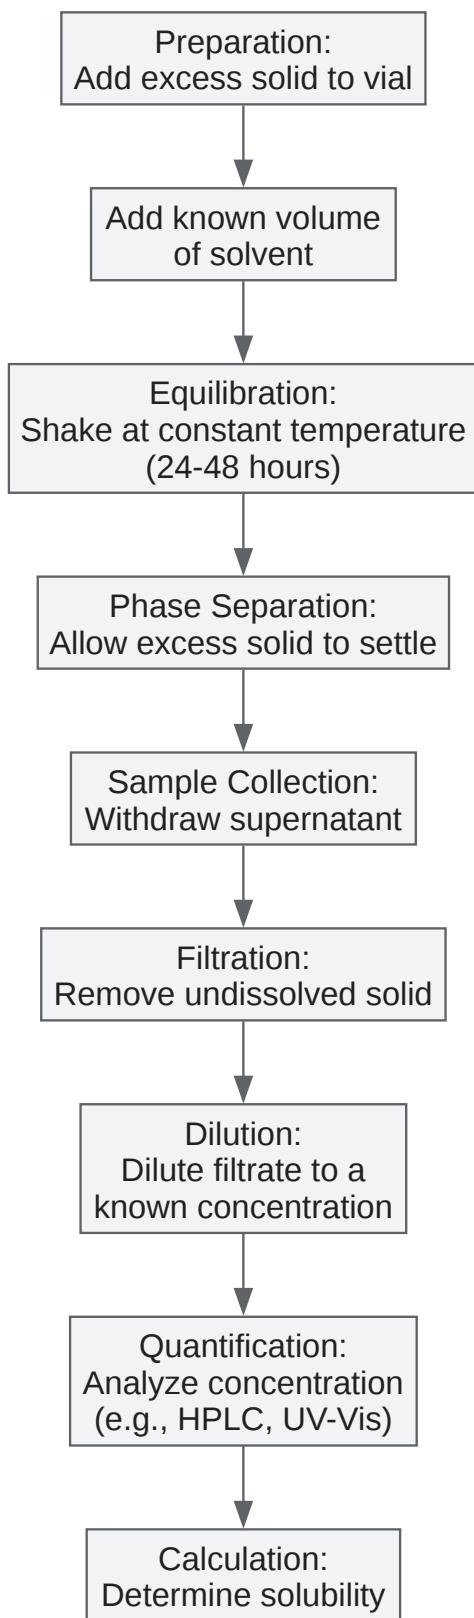 Preparation:
Add excess solid to vial
Add known volume
of solvent
Equilibration:
Shake at constant temperature
(24-48 hours)
Phase Separation:
Allow excess solid to settle
Sample Collection:
Withdraw supernatant
Filtration:
Remove undissolved solid
Dilution:
Dilute filtrate to a
known concentration
Quantification:
Analyze concentration
(e.g., HPLC, UV-Vis)
Calculation:
Determine solubility